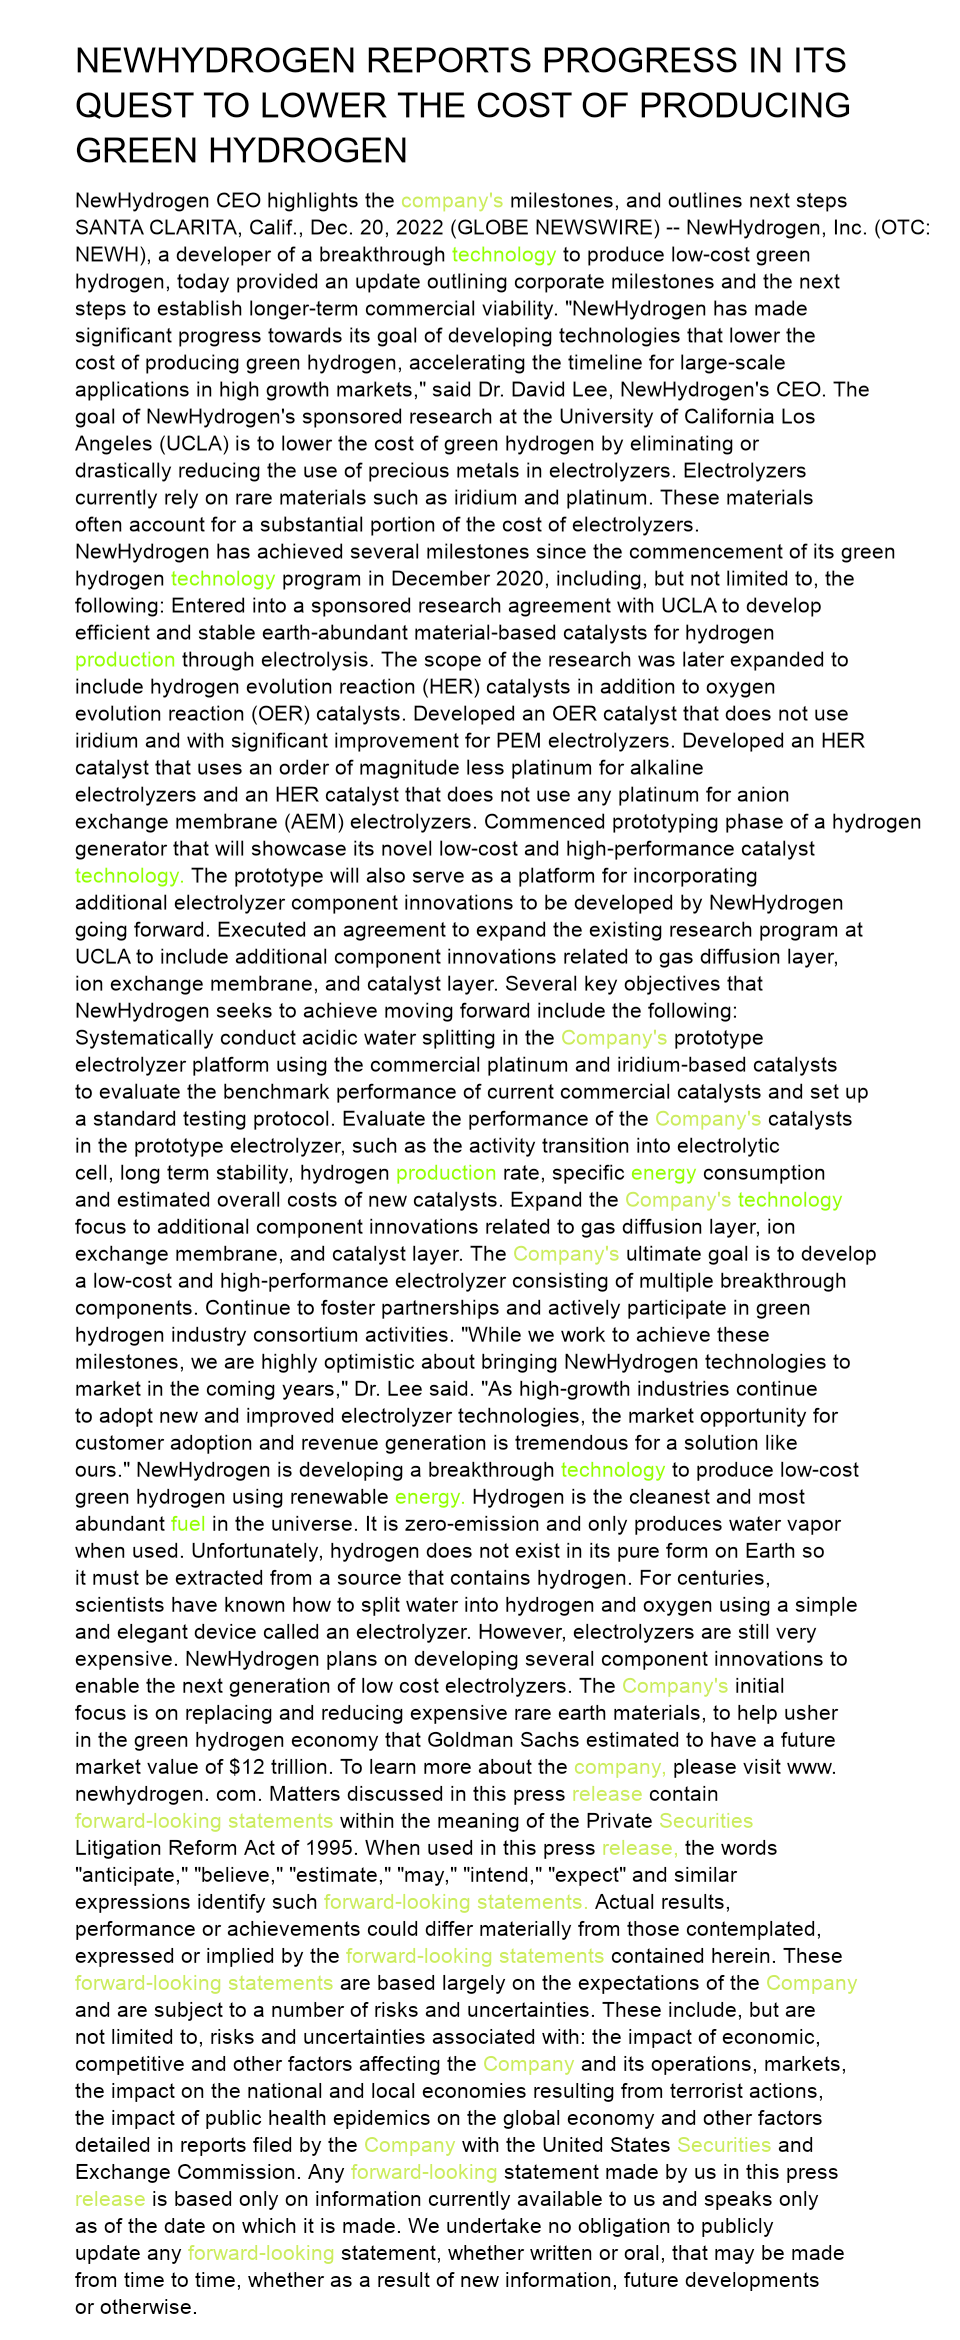 NEWHYDROGEN REPORTS PROGRESS IN ITS
QUEST TO LOWER THE COST OF PRODUCING
GREEN HYDROGEN
NewHydrogen CEO highlights the company's milestones, and outlines next steps
SANTA CLARITA, Calif., Dec. 20, 2022 (GLOBE NEWSWIRE) -- NewHydrogen, Inc. (OTC:
NEWH), a developer of a breakthrough technology to produce low-cost green
hydrogen, today provided an update outlining corporate milestones and the next
steps to establish longer-term commercial viability. "NewHydrogen has made
significant progress towards its goal of developing technologies that lower the
cost of producing green hydrogen, accelerating the timeline for large-scale
applications in high growth markets," said Dr. David Lee, NewHydrogen's CEO. The
goal of NewHydrogen's sponsored research at the University of California Los
Angeles (UCLA) is to lower the cost of green hydrogen by eliminating or
drastically reducing the use of precious metals in electrolyzers. Electrolyzers
currently rely on rare materials such as iridium and platinum. These materials
often account for a substantial portion of the cost of electrolyzers.
NewHydrogen has achieved several milestones since the commencement of its green
hydrogen technology program in December 2020, including, but not limited to, the
following: Entered into a sponsored research agreement with UCLA to develop
efficient and stable earth-abundant material-based catalysts for hydrogen
production through electrolysis. The scope of the research was later expanded to
include hydrogen evolution reaction (HER) catalysts in addition to oxygen
evolution reaction (OER) catalysts. Developed an OER catalyst that does not use
iridium and with significant improvement for PEM electrolyzers. Developed an HER
catalyst that uses an order of magnitude less platinum for alkaline
electrolyzers and an HER catalyst that does not use any platinum for anion
exchange membrane (AEM) electrolyzers. Commenced prototyping phase of a hydrogen
generator that will showcase its novel low-cost and high-performance catalyst
technology. The prototype will also serve as a platform for incorporating
additional electrolyzer component innovations to be developed by NewHydrogen
going forward. Executed an agreement to expand the existing research program at
UCLA to include additional component innovations related to gas diffusion layer,
ion exchange membrane, and catalyst layer. Several key objectives that
NewHydrogen seeks to achieve moving forward include the following:
Systematically conduct acidic water splitting in the Company's prototype
electrolyzer platform using the commercial platinum and iridium-based catalysts
to evaluate the benchmark performance of current commercial catalysts and set up
a standard testing protocol. Evaluate the performance of the Company's catalysts
in the prototype electrolyzer, such as the activity transition into electrolytic
cell, long term stability, hydrogen production rate, specific energy consumption
and estimated overall costs of new catalysts. Expand the Company's technology
focus to additional component innovations related to gas diffusion layer, ion
exchange membrane, and catalyst layer. The Company's ultimate goal is to develop
a low-cost and high-performance electrolyzer consisting of multiple breakthrough
components. Continue to foster partnerships and actively participate in green
hydrogen industry consortium activities. "While we work to achieve these
milestones, we are highly optimistic about bringing NewHydrogen technologies to
market in the coming years," Dr. Lee said. "As high-growth industries continue
to adopt new and improved electrolyzer technologies, the market opportunity for
customer adoption and revenue generation is tremendous for a solution like
ours." NewHydrogen is developing a breakthrough technology to produce low-cost
green hydrogen using renewable energy. Hydrogen is the cleanest and most
abundant fuel in the universe. It is zero-emission and only produces water vapor
when used. Unfortunately, hydrogen does not exist in its pure form on Earth so
it must be extracted from a source that contains hydrogen. For centuries,
scientists have known how to split water into hydrogen and oxygen using a simple
and elegant device called an electrolyzer. However, electrolyzers are still very
expensive. NewHydrogen plans on developing several component innovations to
enable the next generation of low cost electrolyzers. The Company's initial
focus is on replacing and reducing expensive rare earth materials, to help usher
in the green hydrogen economy that Goldman Sachs estimated to have a future
market value of $12 trillion. To learn more about the company, please visit www.
newhydrogen. com. Matters discussed in this press release contain
forward-looking statements within the meaning of the Private Securities
Litigation Reform Act of 1995. When used in this press release, the words
"anticipate," "believe," "estimate," "may," "intend," "expect" and similar
expressions identify such forward-looking statements. Actual results,
performance or achievements could differ materially from those contemplated,
expressed or implied by the forward-looking statements contained herein. These
forward-looking statements are based largely on the expectations of the Company
and are subject to a number of risks and uncertainties. These include, but are
not limited to, risks and uncertainties associated with: the impact of economic,
competitive and other factors affecting the Company and its operations, markets,
the impact on the national and local economies resulting from terrorist actions,
the impact of public health epidemics on the global economy and other factors
detailed in reports filed by the Company with the United States Securities and
Exchange Commission. Any forward-looking statement made by us in this press
release is based only on information currently available to us and speaks only
as of the date on which it is made. We undertake no obligation to publicly
update any forward-looking statement, whether written or oral, that may be made
from time to time, whether as a result of new information, future developments
or otherwise.